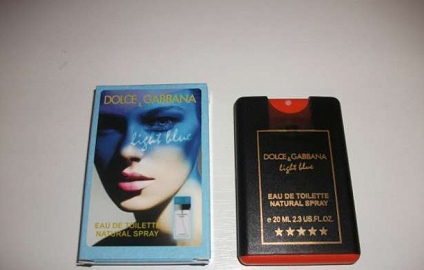 DOLCE & GABBANA
light blue
EAU DE TOILETTE
NATURAL SPRAY
DOLCE & GABBANA
light blue
EAU DE TOILETTE
NATURAL SPRAY
e 20 ML 2.3 UB.FL.OZ.